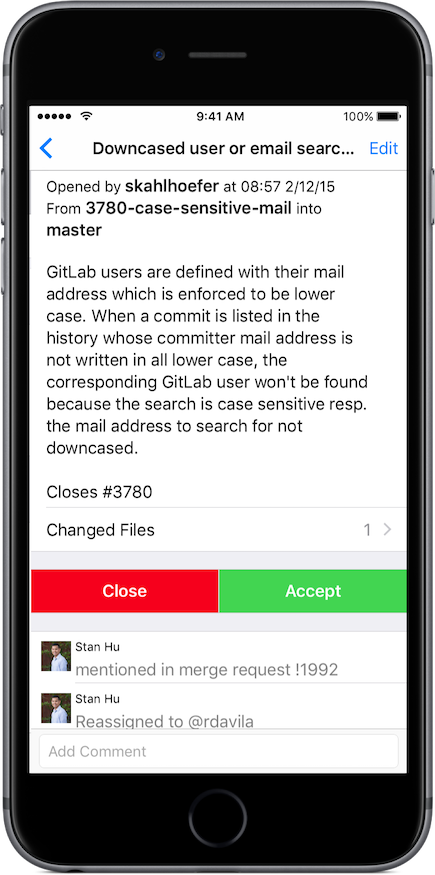 9:41 AM
100%
Downcased user or email searc...
Edit
Opened by skahlhoefer at 08:57 2/12/15
From 3780-case-sensitive-mail into
master
GitLab users are defined with their mail
address which is enforced to be lower
case. When a commit is listed in the
history whose committer mail address is
not written in all lower case, the
corresponding GitLab user won't be found
because the search is case sensitive resp.
the mail address to search for not
downcased.
Closes #3780
Changed Files 1
Close
Accept
Stan Hu
mentioned in merge request !1992
Stan Hu
Reassigned to @rdavila
Add Comment